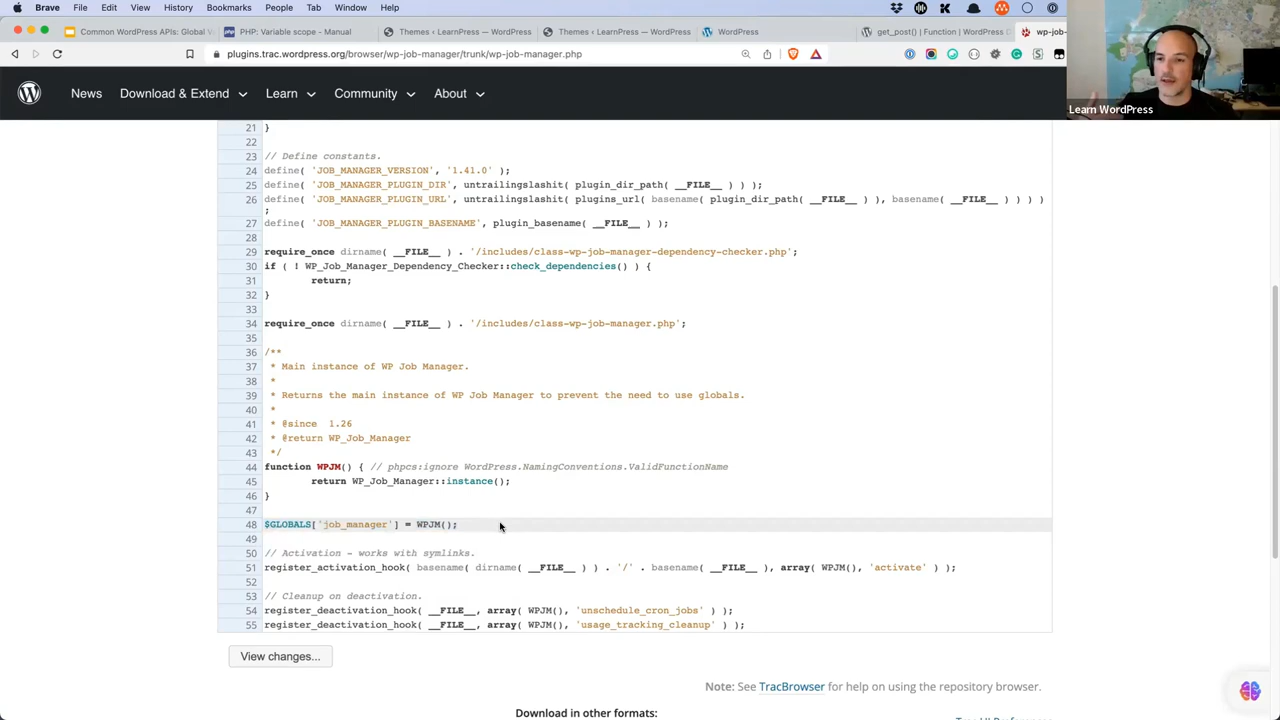 Brave File Edit View History Bookmarks People Tab Window Help
Common WordPress APIs: Global V
PHP: Variable scope - Manual
Themes ‹ LearnPress — WordPress
Themes ‹ LearnPress — WordPress
WordPress
get_post() | Function | WordPress D
wp-job-
plugins.trac.wordpress.org/browser/wp-job-manager/trunk/wp-job-manager.php
News Download & Extend Learn Community About
Learn WordPress
21 }
22
23 // Define constants.
24 define( 'JOB_MANAGER_VERSION', '1.41.0' );
25 define( 'JOB_MANAGER_PLUGIN_DIR', untrailingslashit( plugin_dir_path( __FILE__ ) ) );
26 define( 'JOB_MANAGER_PLUGIN_URL', untrailingslashit( plugins_url( basename( plugin_dir_path( __FILE__ ) ), basename( __FILE__ ) ) )
;
27 define( 'JOB_MANAGER_PLUGIN_BASENAME', plugin_basename( __FILE__ ) );
28
29 require_once dirname( __FILE__ ) . '/includes/class-wp-job-manager-dependency-checker.php';
30 if ( ! WP_Job_Manager_Dependency_Checker::check_dependencies() ) {
31 return;
32 }
33
34 require_once dirname( __FILE__ ) . '/includes/class-wp-job-manager.php';
35
36 /**
37 * Main instance of WP Job Manager.
38 *
39 * Returns the main instance of WP Job Manager to prevent the need to use globals.
40 *
41 * @since 1.26
42 * @return WP_Job_Manager
43 */
44 function WPJM() { // phpcs:ignore WordPress.NamingConventions.ValidFunctionName
45 return WP_Job_Manager::instance();
46 }
47
48 $GLOBALS['job_manager'] = WPJM();
49
50 // Activation - works with symlinks.
51 register_activation_hook( basename( dirname( __FILE__ ) ) . '/' . basename( __FILE__ ), array( WPJM(), 'activate' ) );
52
53 // Cleanup on deactivation.
54 register_deactivation_hook( __FILE__, array( WPJM(), 'unschedule_cron_jobs' ) );
55 register_deactivation_hook( __FILE__, array( WPJM(), 'usage_tracking_cleanup' ) );
View changes...
Note: See TracBrowser for help on using the repository browser.
Download in other formats: